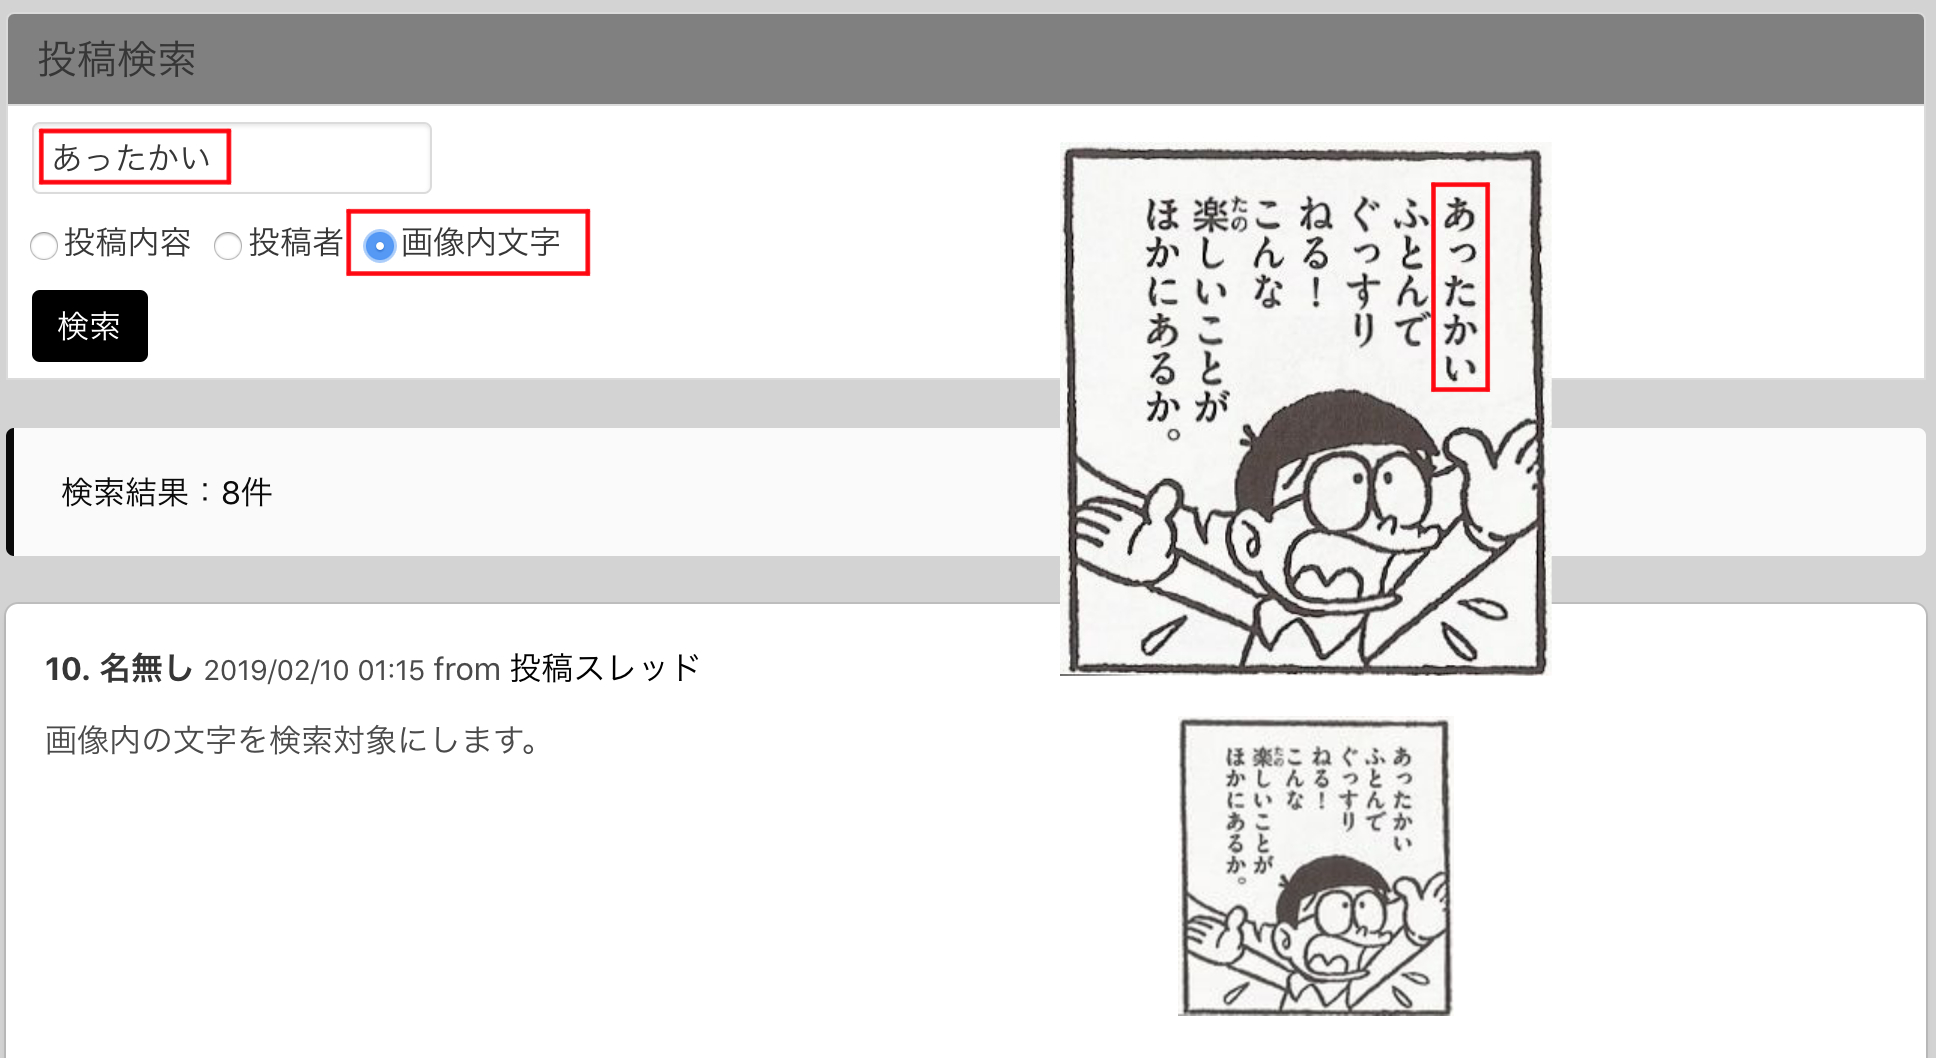 投稿検索
あったかい
投稿内容 投稿者 画像内文字
検索
あったかい
ふとんで
ぐっすり
ねる!
こんな
楽しいことが
たの
ほかにあるか。
検索結果:8件
10. 名無し 2019/02/10 01:15 from 投稿スレッド
画像内の文字を検索対象にします。
あったかい
ふとんで
ぐっすり
ねる!
こんな
楽しいことが
たの
ほかにあるか。